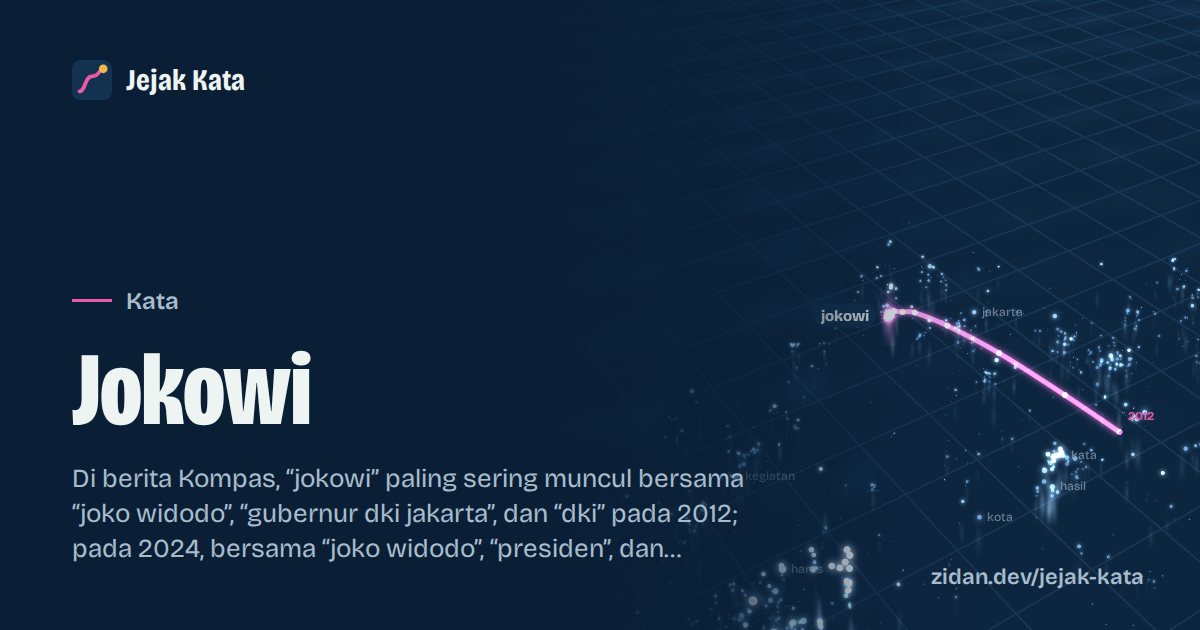 Jejak Kata
Kata
Jokowi
Di berita Kompas, “jokowi” paling sering muncul bersama
“joko widodo”, “gubernur dki jakarta”, dan “dki” pada 2012;
pada 2024, bersama “joko widodo”, “presiden”, dan...
jokowi
jakarta
2012
kata
kegiatan
hasil
kota
harus
zidan.dev/jejak-kata